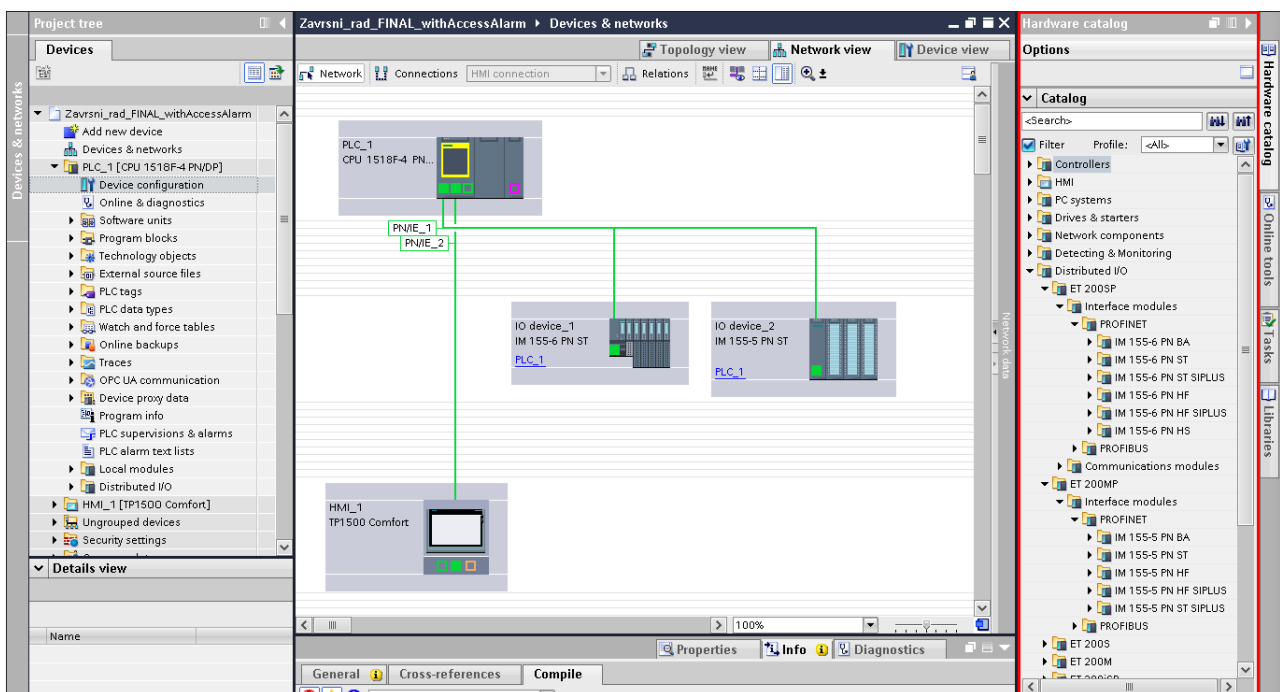 Project tree
Devices
Devices & networks
Zavrsni_rad_FINAL_withAccessAlarm
Add new device
Devices & networks
PLC_1 [CPU 1518F-4 PN/DP]
Device configuration
Online & diagnostics
Software units
Program blocks
Technology objects
External source files
PLC tags
PLC data types
Watch and force tables
Online backups
Traces
OPC UA communication
Device proxy data
Program info
PLC supervisions & alarms
PLC alarm text lists
Local modules
Distributed I/O
HMI_1 [TP1500 Comfort]
Ungrouped devices
Security settings
Details view
Name
Zavrsni_rad_FINAL_withAccessAlarm
Devices & networks
Topology view
Network view
Device view
Network
Connections
HMI connection
Relations
PLC_1
CPU 1518F-4 PN...
PN/IE_1
PN/IE_2
IO device_1
IM 155-6 PN ST
PLC_1
IO device_2
IM 155-5 PN ST
PLC_1
HMI_1
TP1500 Comfort
Network data
100%
Properties
Info
Diagnostics
General
Cross-references
Compile
Hardware catalog
Options
Catalog
<Search>
Filter
Profile:
<All>
Controllers
HMI
PC systems
Drives & starters
Network components
Detecting & Monitoring
Distributed I/O
ET 200SP
Interface modules
PROFINET
IM 155-6 PN BA
IM 155-6 PN ST
IM 155-6 PN ST SIPLUS
IM 155-6 PN HF
IM 155-6 PN HF SIPLUS
IM 155-6 PN HS
PROFIBUS
Communications modules
ET 200MP
Interface modules
PROFINET
IM 155-5 PN BA
IM 155-5 PN ST
IM 155-5 PN HF
IM 155-5 PN HF SIPLUS
IM 155-5 PN ST SIPLUS
PROFIBUS
ET 200S
ET 200M
Hardware catalog
Online tools
Tasks
Libraries